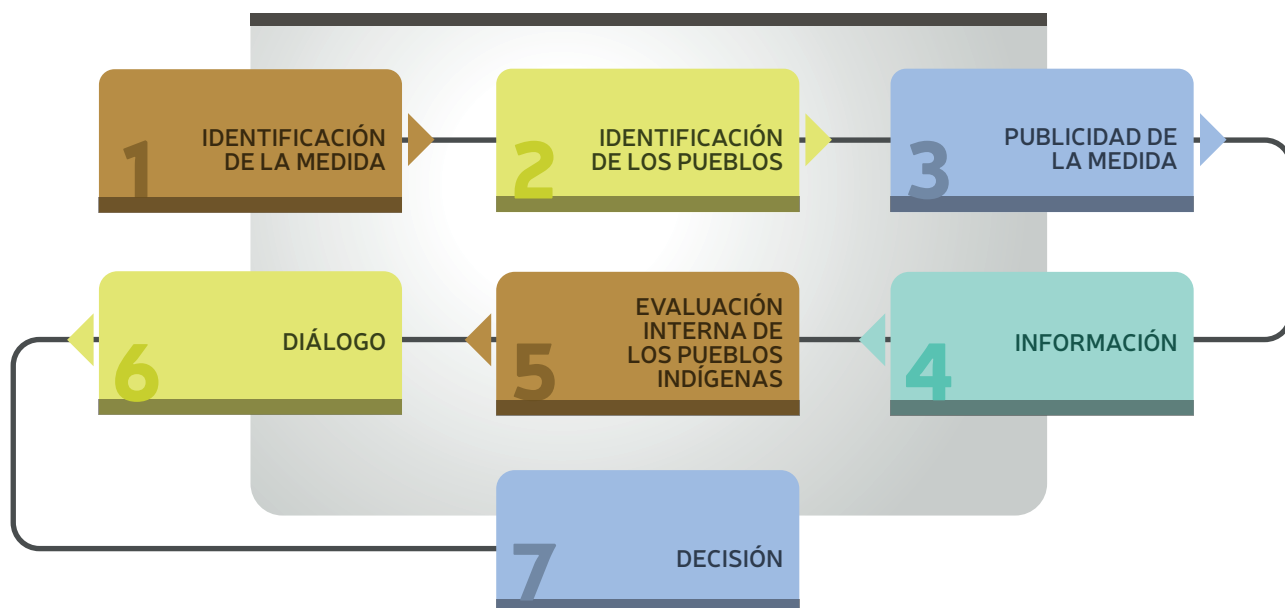 1
IDENTIFICACIÓN
DE LA MEDIDA
2
IDENTIFICACIÓN
DE LOS PUEBLOS
3
PUBLICIDAD DE
LA MEDIDA
4
INFORMACIÓN
5
EVALUACIÓN
INTERNA DE
LOS PUEBLOS
INDÍGENAS
6
DIÁLOGO
7
DECISIÓN